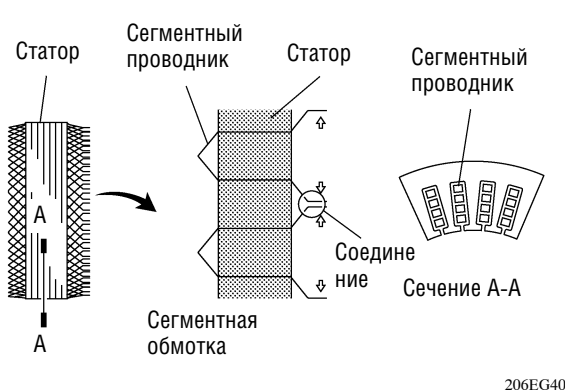 Статор
Сегментный
проводник
Статор
Сегментный
проводник
А
А
Соедине
ние
Сегментная
обмотка
Сечение А-А
206EG40